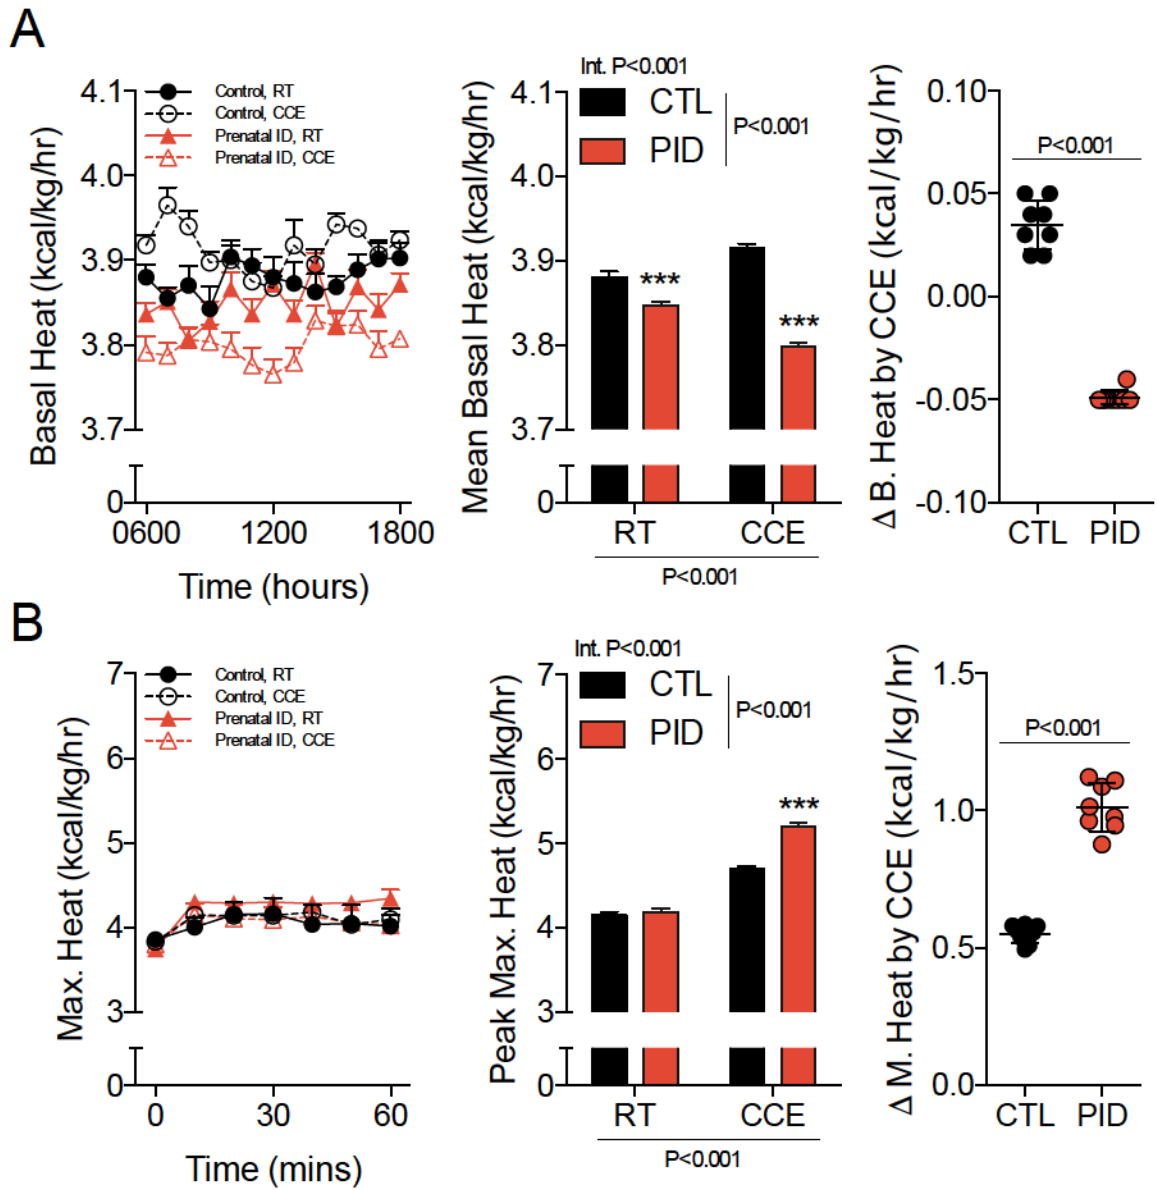 A
Basal Heat (kcal/kg/hr)
4.1
4.0
3.9
3.8
3.7
0
Control, RT
Control, CCE
Prenatal ID, RT
Prenatal ID, CCE
0600 1200 1800
Time (hours)
Mean Basal Heat (kcal/kg/hr)
4.1
4.0
3.9
3.8
3.7
0
Int. P<0.001
CTL
PID
P<0.001
***
***
RT CCE
P<0.001
Δ B. Heat by CCE (kcal/kg/hr)
0.10
0.05
0.00
-0.05
-0.10
P<0.001
CTL PID
B
Max. Heat (kcal/kg/hr)
7
6
5
4
3
0
Control, RT
Control, CCE
Prenatal ID, RT
Prenatal ID, CCE
0 30 60
Time (mins)
Peak Max. Heat (kcal/kg/hr)
7
6
5
4
3
0
Int. P<0.001
CTL
PID
P<0.001
***
RT CCE
P<0.001
Δ M. Heat by CCE (kcal/kg/hr)
1.5
1.0
0.5
0.0
P<0.001
CTL PID